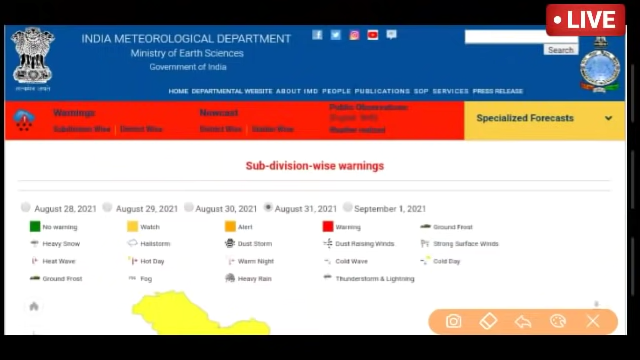 LIVE
INDIA METEOROLOGICAL DEPARTMENT
Ministry of Earth Sciences
Government of India
Search
HOME DEPARTMENTAL WEBSITE ABOUT IMD PEOPLE PUBLICATIONS SOP SERVICES PRESS RELEASE
Warnings Nowcast Public Observations
Subdivision Wise District Wise District Wise Station Wise
Specialized Forecasts
Sub-division-wise warnings
August 28, 2021 August 29, 2021 August 30, 2021 August 31, 2021 September 1, 2021
No warning Watch Alert Warning Ground Frost
Heavy Snow Hailstorm Dust Storm Dust Raising Winds Strong Surface Winds
Heat Wave Hot Day Warm Night Cold Wave Cold Day
Ground Frost Fog Heavy Rain Thunderstorm & Lightning